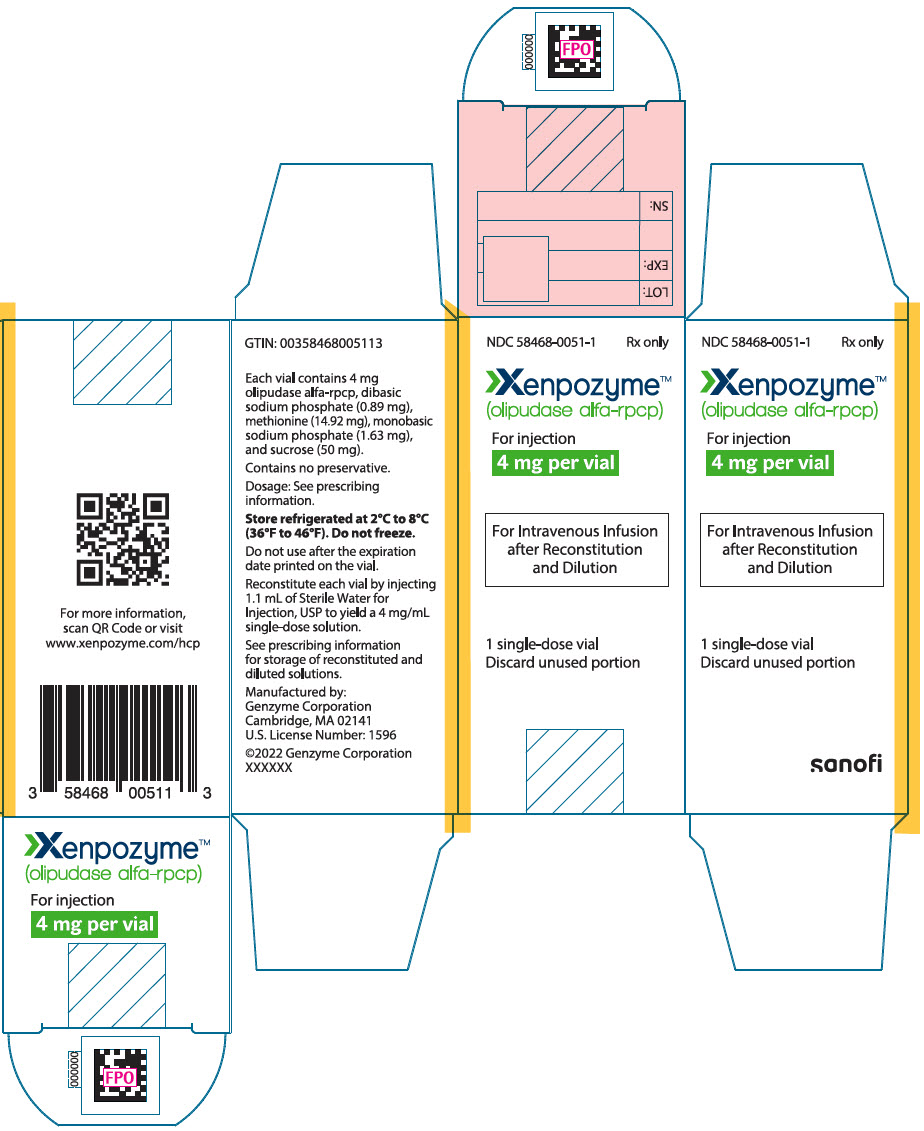 000000
FPO
SN:
EXP:
LOT:
For more information,
scan QR Code or visit
www.xenpozyme.com/hcp
3 58468 00511 3
Xenpozyme™
(olipudase alfa-rpcp)
For injection
4 mg per vial
000000
FPO
GTIN: 00358468005113
Each vial contains 4 mg
olipudase alfa-rpcp, dibasic
sodium phosphate (0.89 mg),
methionine (14.92 mg), monobasic
sodium phosphate (1.63 mg),
and sucrose (50 mg).
Contains no preservative.
Dosage: See prescribing
information.
Store refrigerated at 2°C to 8°C
(36°F to 46°F). Do not freeze.
Do not use after the expiration
date printed on the vial.
Reconstitute each vial by injecting
1.1 mL of Sterile Water for
Injection, USP to yield a 4 mg/mL
single-dose solution.
See prescribing information
for storage of reconstituted and
diluted solutions.
Manufactured by:
Genzyme Corporation
Cambridge, MA 02141
U.S. License Number: 1596
©2022 Genzyme Corporation
XXXXXX
NDC 58468-0051-1 Rx only
Xenpozyme™
(olipudase alfa-rpcp)
For injection
4 mg per vial
For Intravenous Infusion
after Reconstitution
and Dilution
1 single-dose vial
Discard unused portion
NDC 58468-0051-1 Rx only
Xenpozyme™
(olipudase alfa-rpcp)
For injection
4 mg per vial
For Intravenous Infusion
after Reconstitution
and Dilution
1 single-dose vial
Discard unused portion
sanofi